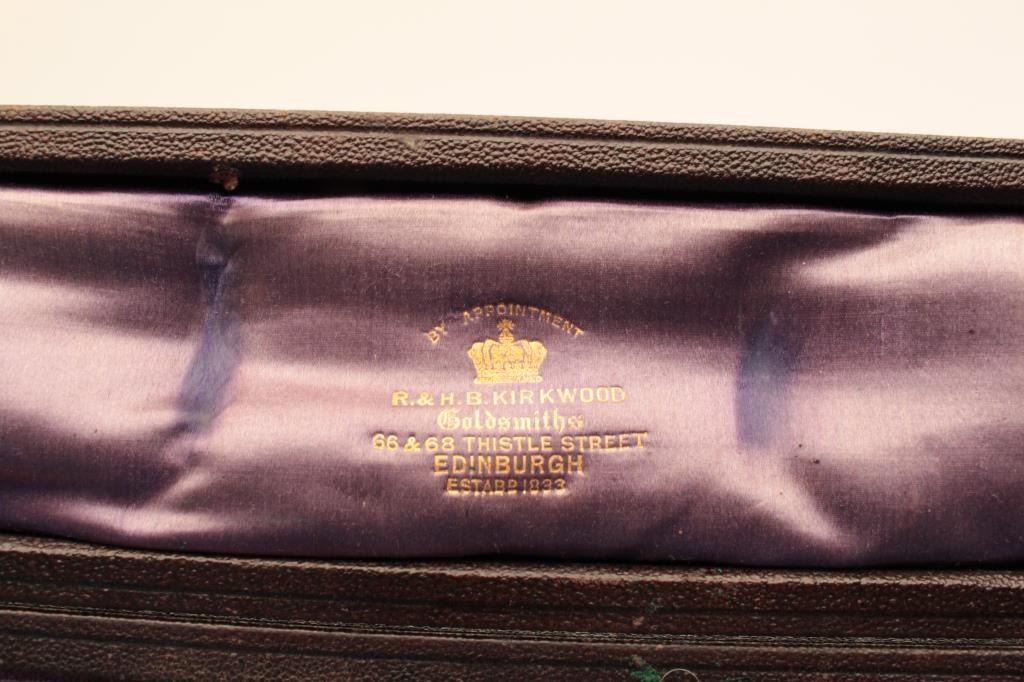 BY APPOINTMENT
R. & H. B. KIRKWOOD
Goldsmiths
66 & 68 THISTLE STREET
EDINBURGH
ESTABD 1833